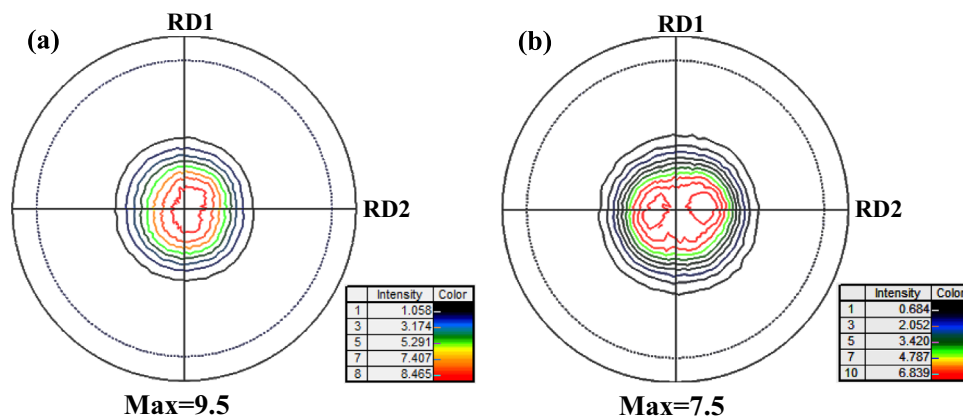 (a)
RD1
RD2
Intensity Color
1 1.058
3 3.174
5 5.291
7 7.407
8 8.465
Max=9.5
(b)
RD1
RD2
Intensity Color
1 0.684
3 2.052
5 3.420
7 4.787
10 6.839
Max=7.5